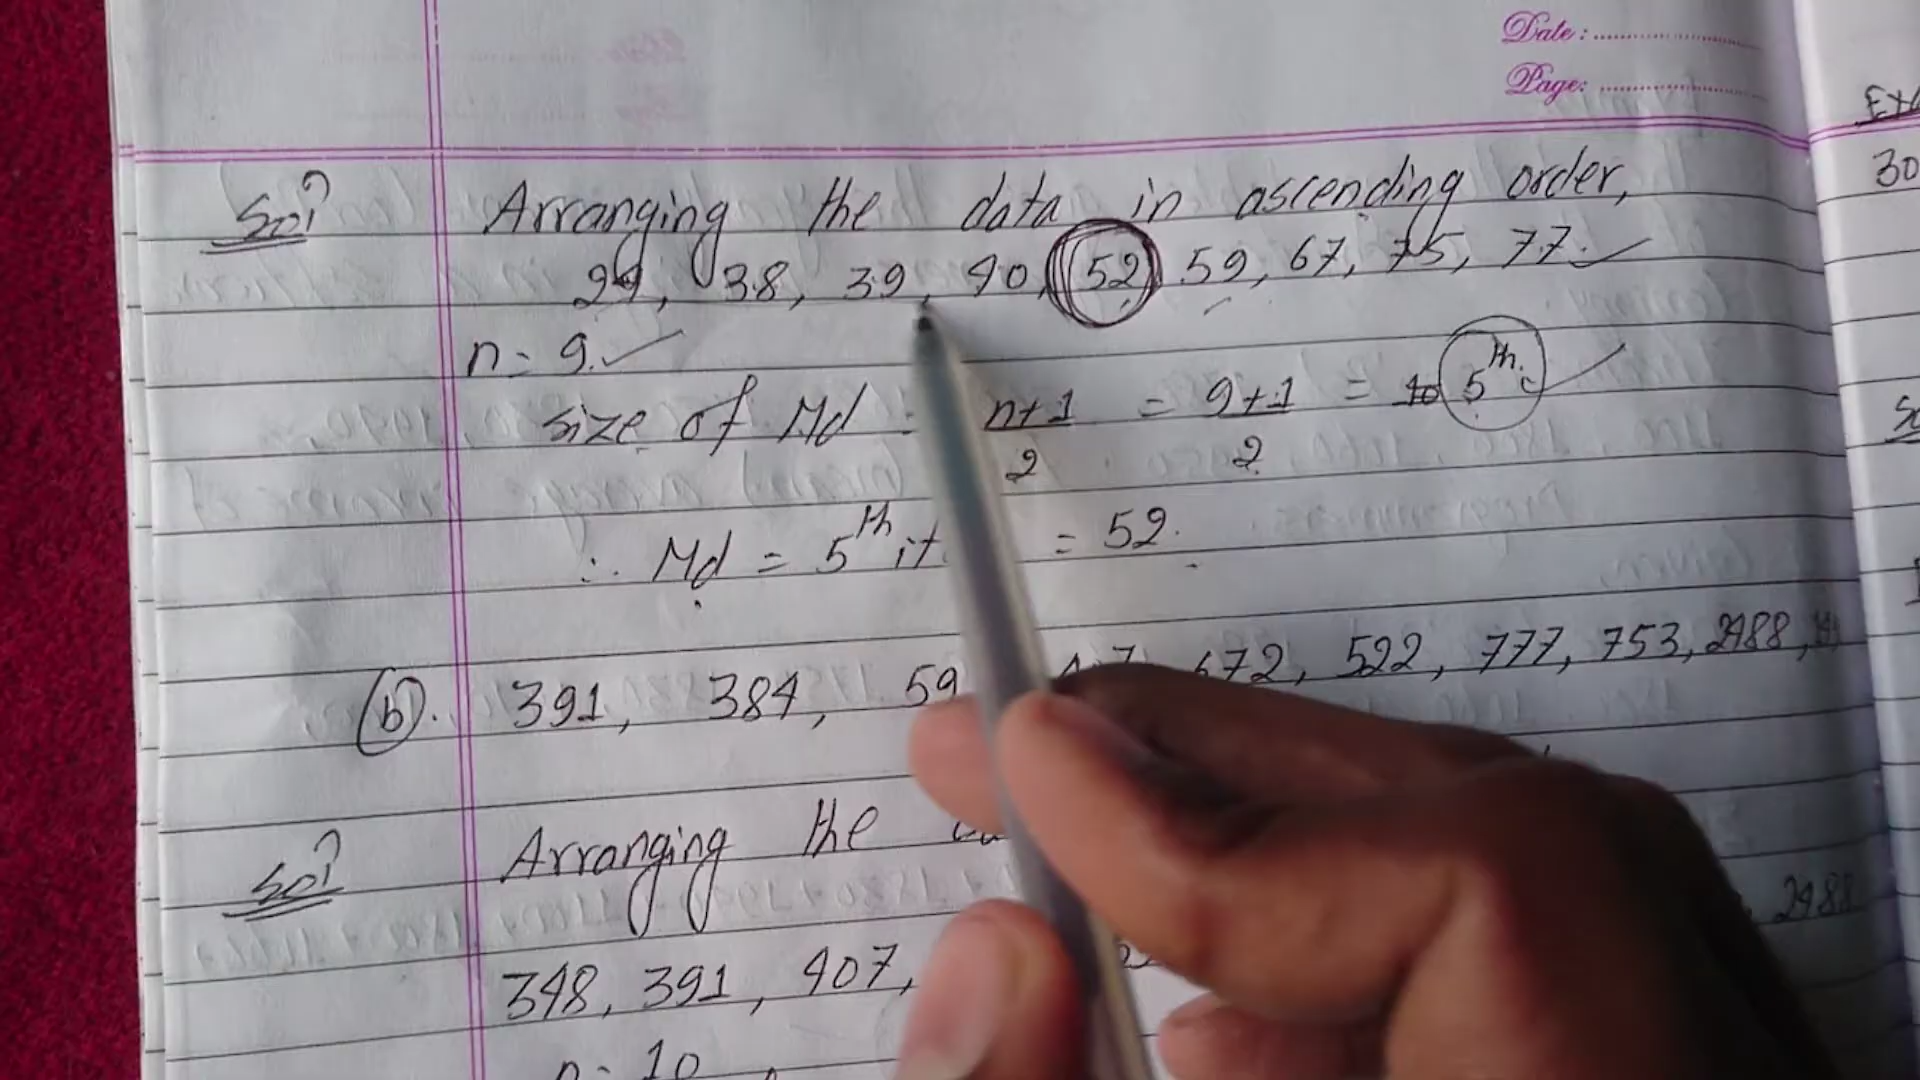 Date:
Page:
Sol?
Arranging the data in ascending order,
29, 38, 39, 40, 52, 59, 67, 75, 77.
n = 9.
size of Md = n+1 = 9+1 = 10 5th.
2 2
∴ Md = 5th = 52.
(b). 391, 384, 672, 522, 777, 753, 2488,
Sol?
Arranging the
2488
348, 391, 407,
n = 10